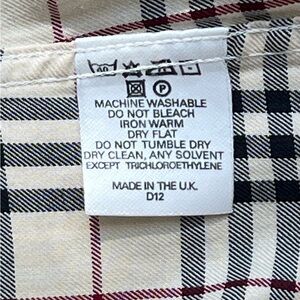 40
P
MACHINE WASHABLE
DO NOT BLEACH
IRON WARM
DRY FLAT
DO NOT TUMBLE DRY
DRY CLEAN, ANY SOLVENT
EXCEPT TRICHLOROETHYLENE
MADE IN THE U.K.
D12